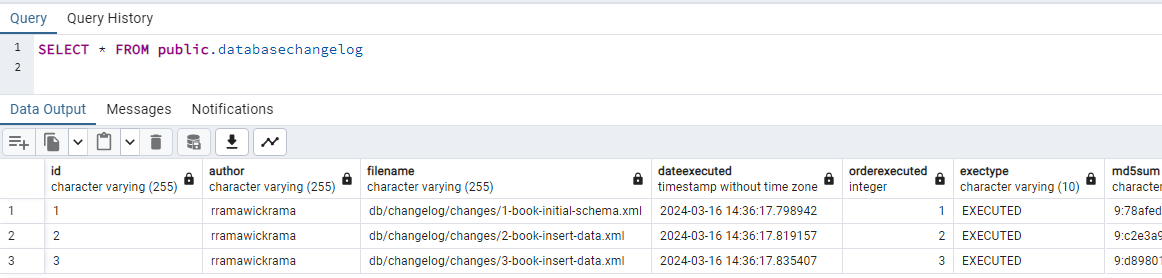 Query Query History
1 SELECT * FROM public.databasechangelog
2
Data Output Messages Notifications
id author filename dateexecuted orderexecuted exectype md5sum
character varying (255) character varying (255) character varying (255) timestamp without time zone integer character varying (10) character
1 1 rramawickrama db/changelog/changes/1-book-initial-schema.xml 2024-03-16 14:36:17.798942 1 EXECUTED 9:78afed
2 2 rramawickrama db/changelog/changes/2-book-insert-data.xml 2024-03-16 14:36:17.819157 2 EXECUTED 9:c2e3a9
3 3 rramawickrama db/changelog/changes/3-book-insert-data.xml 2024-03-16 14:36:17.835407 3 EXECUTED 9:d89801